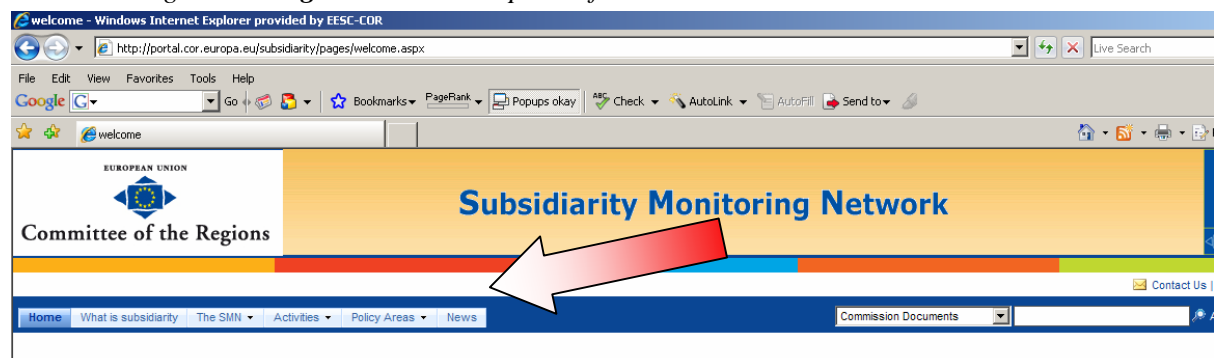 welcome - Windows Internet Explorer provided by EESC-COR
http://portal.cor.europa.eu/subsidiarity/pages/welcome.aspx
Live Search
File Edit View Favorites Tools Help
Google G Go Bookmarks PageRank Popups okay ABC Check AutoLink AutoFill Send to
welcome
EUROPEAN UNION
Committee of the Regions
Subsidiarity Monitoring Network
Contact Us |
Home What is subsidiarity The SMN Activities Policy Areas News Commission Documents